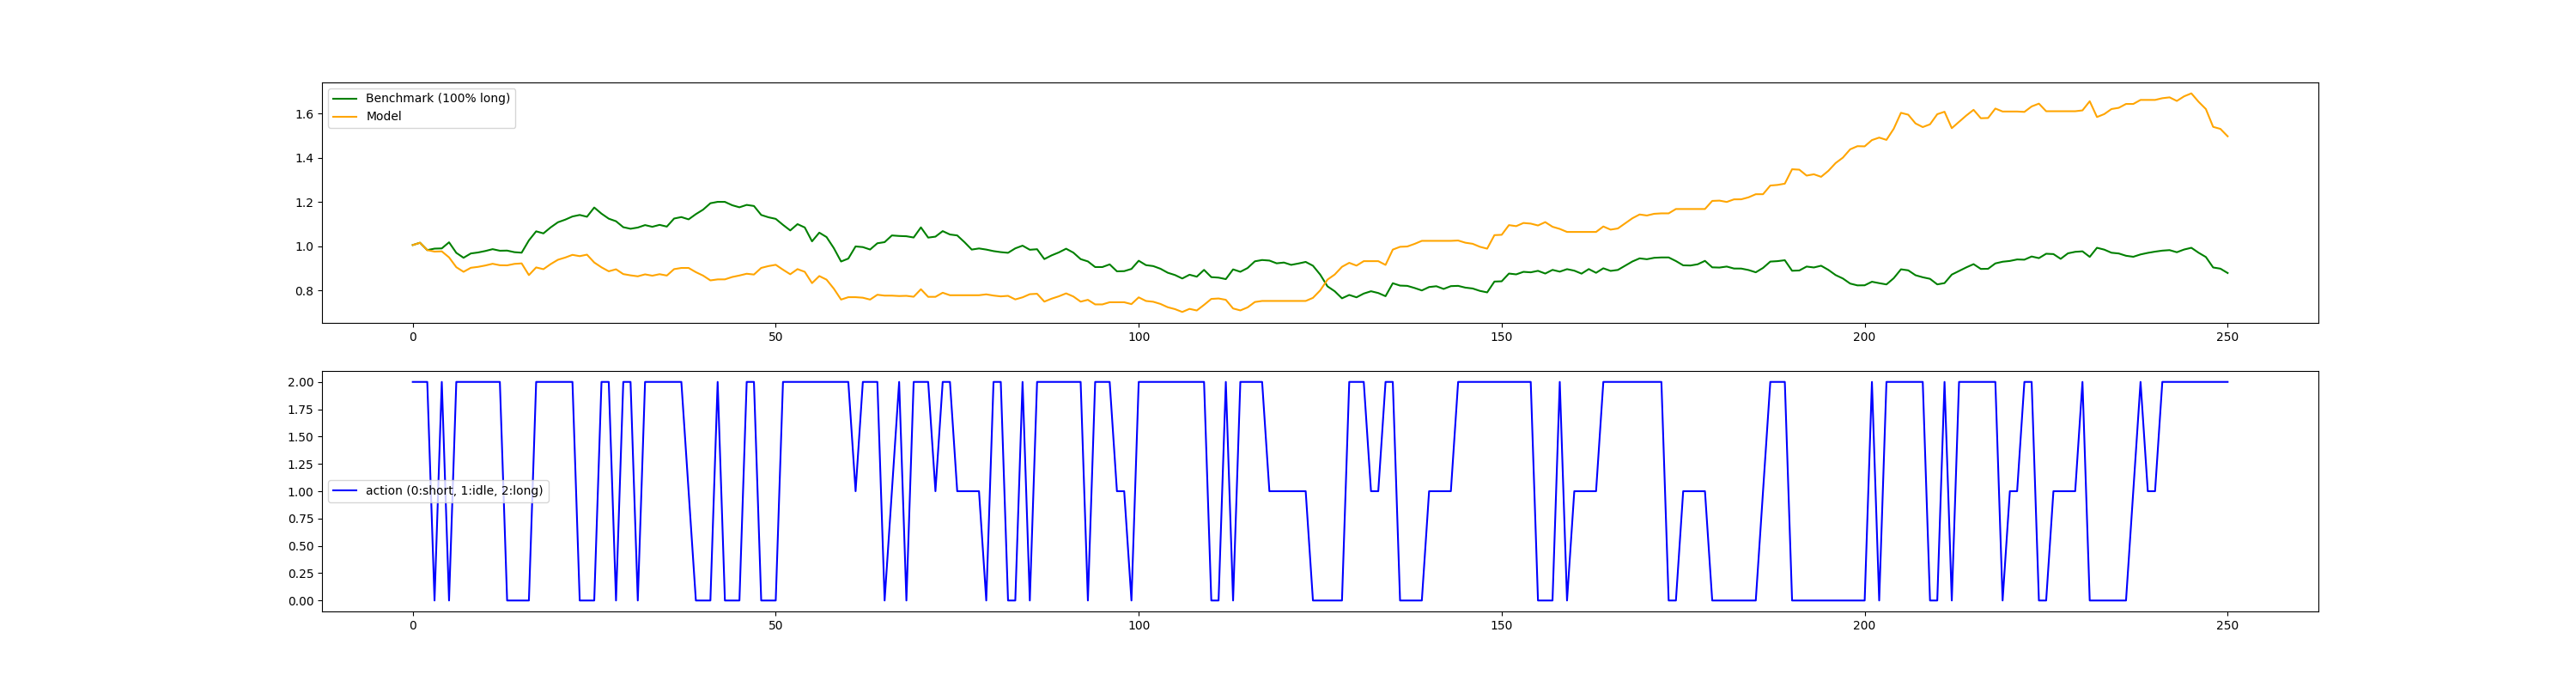 Benchmark (100% long)
Model
1.6
1.4
1.2
1.0
0.8
0 50 100 150 200 250
2.00
1.75
1.50
1.25
1.00
0.75
0.50
0.25
0.00
action (0:short, 1:idle, 2:long)
0 50 100 150 200 250